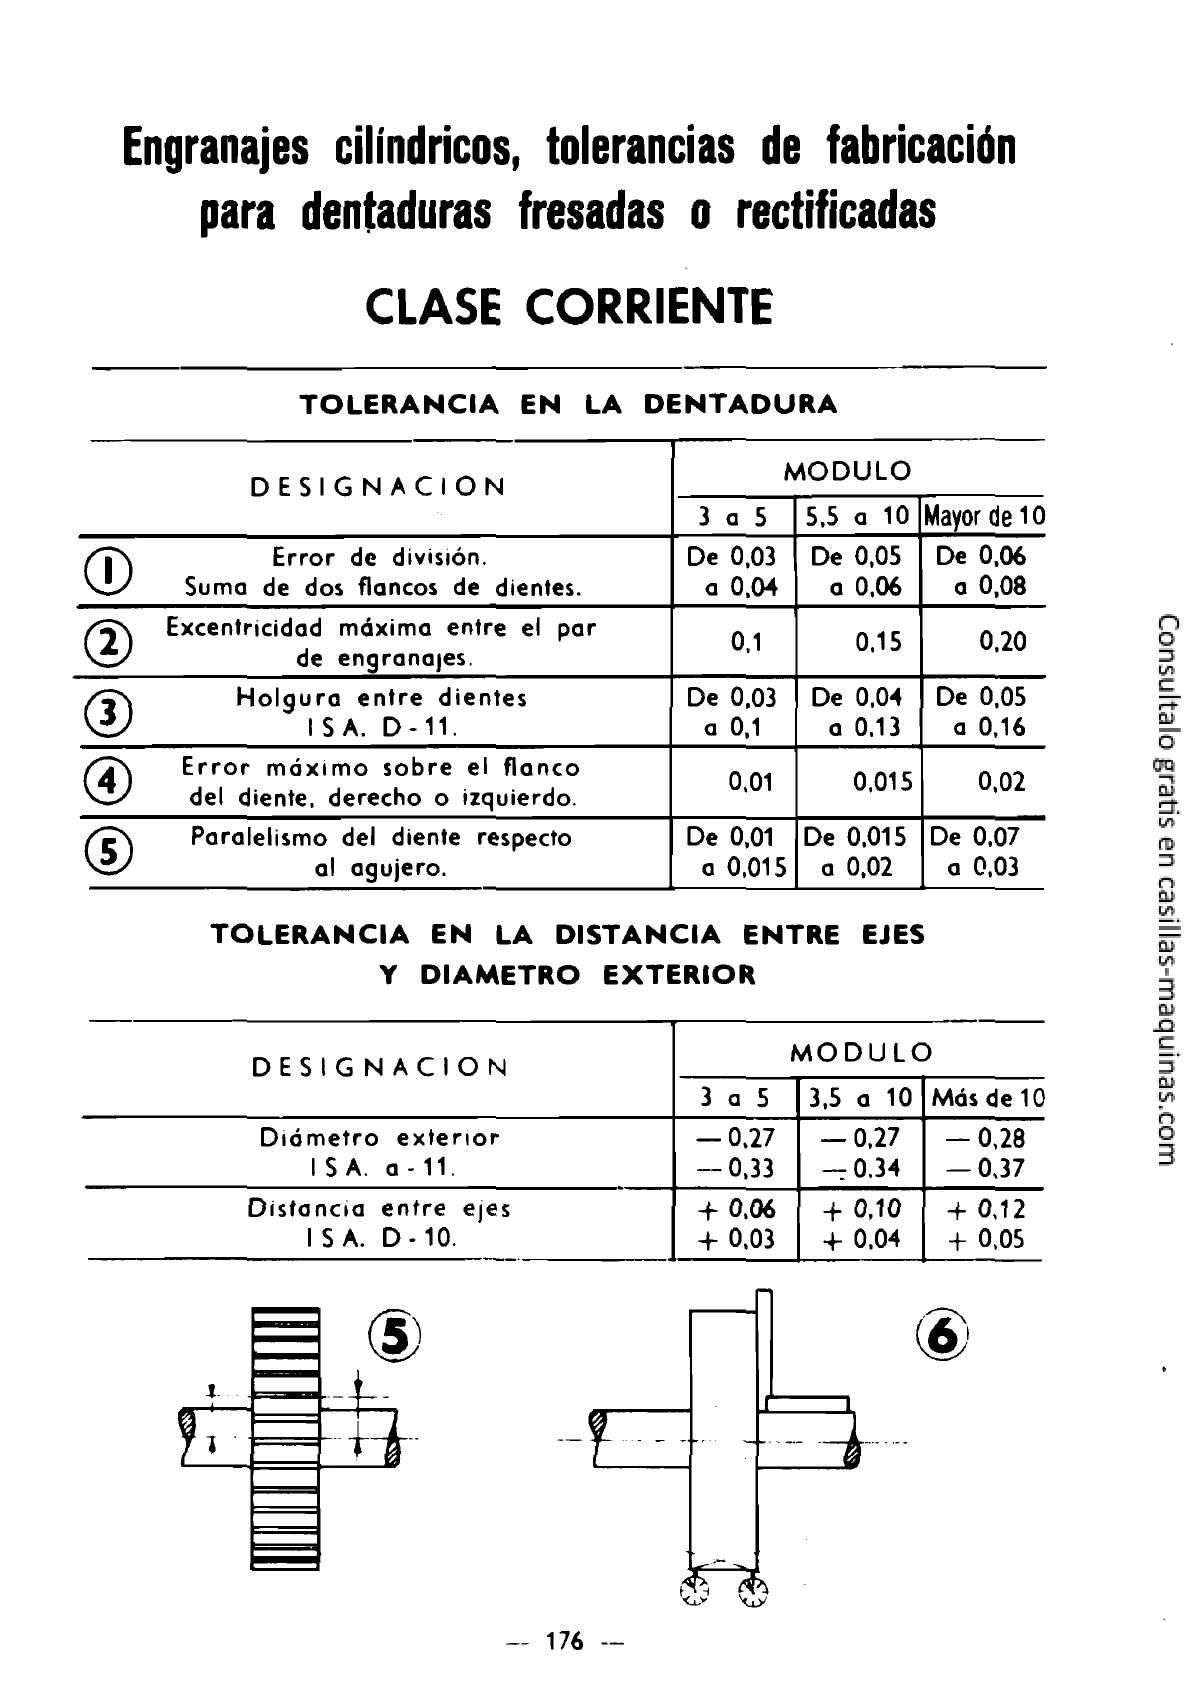 Engranajes cilíndricos, tolerancias de fabricación
para dentaduras fresadas o rectificadas
CLASE CORRIENTE
TOLERANCIA EN LA DENTADURA
DESIGNACION
MODULO
3 a 5 5,5 a 10 Mayor de 10
1 Error de división. De 0,03 De 0,05 De 0,06
Suma de dos flancos de dientes. a 0,04 a 0,06 a 0,08
2 Excentricidad máxima entre el par
de engranajes. 0,1 0,15 0,20
3 Holgura entre dientes De 0,03 De 0,04 De 0,05
ISA. D-11. a 0,1 a 0,13 a 0,16
4 Error máximo sobre el flanco
del diente, derecho o izquierdo. 0,01 0,015 0,02
5 Paralelismo del diente respecto De 0,01 De 0,015 De 0,07
al agujero. a 0,015 a 0,02 a 0,03
TOLERANCIA EN LA DISTANCIA ENTRE EJES
Y DIAMETRO EXTERIOR
DESIGNACION
MODULO
3 a 5 3,5 a 10 Más de 10
Diámetro exterior — 0,27 — 0,27 — 0,28
ISA. a-11. — 0,33 — 0,34 — 0,37
Distancia entre ejes + 0,06 + 0,10 + 0,12
ISA. D-10. + 0,03 + 0,04 + 0,05
5
6
— 176 —
Consultalo gratis en casillas-maquinas.com